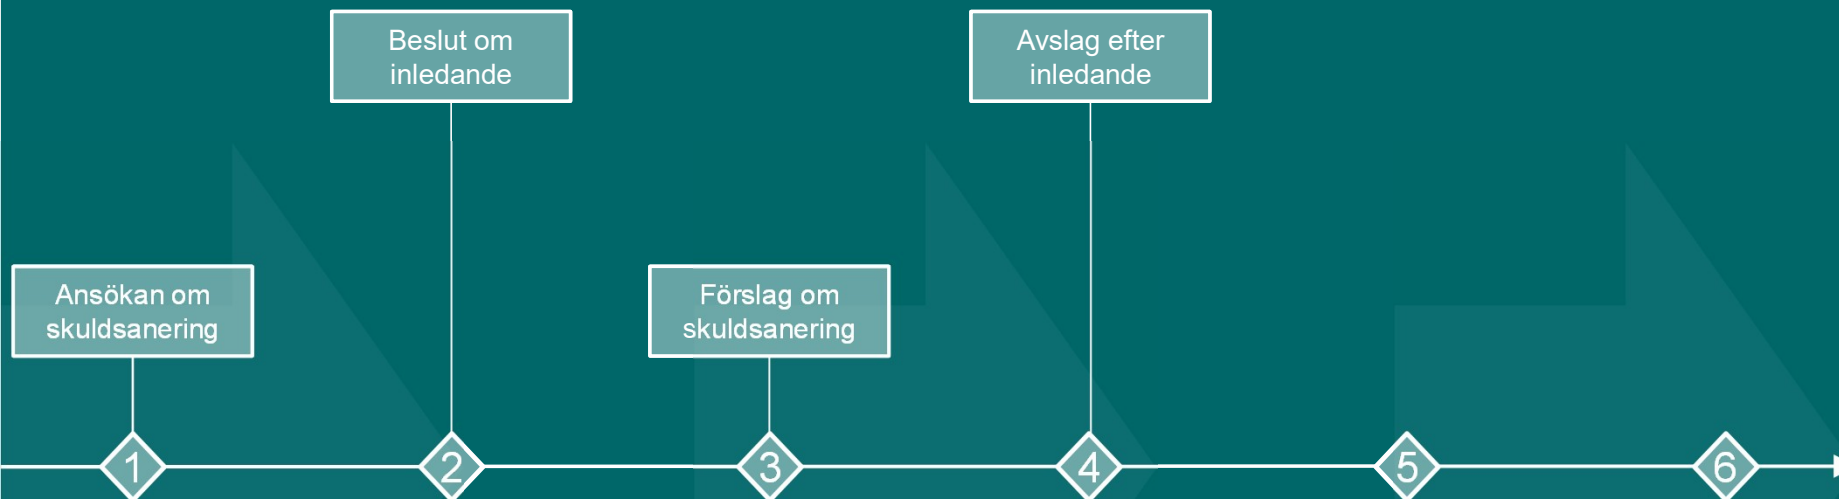 Beslut om
inledande
Avslag efter
inledande
Ansökan om
skuldsanering
Förslag om
skuldsanering
1
2
3
4
5
6